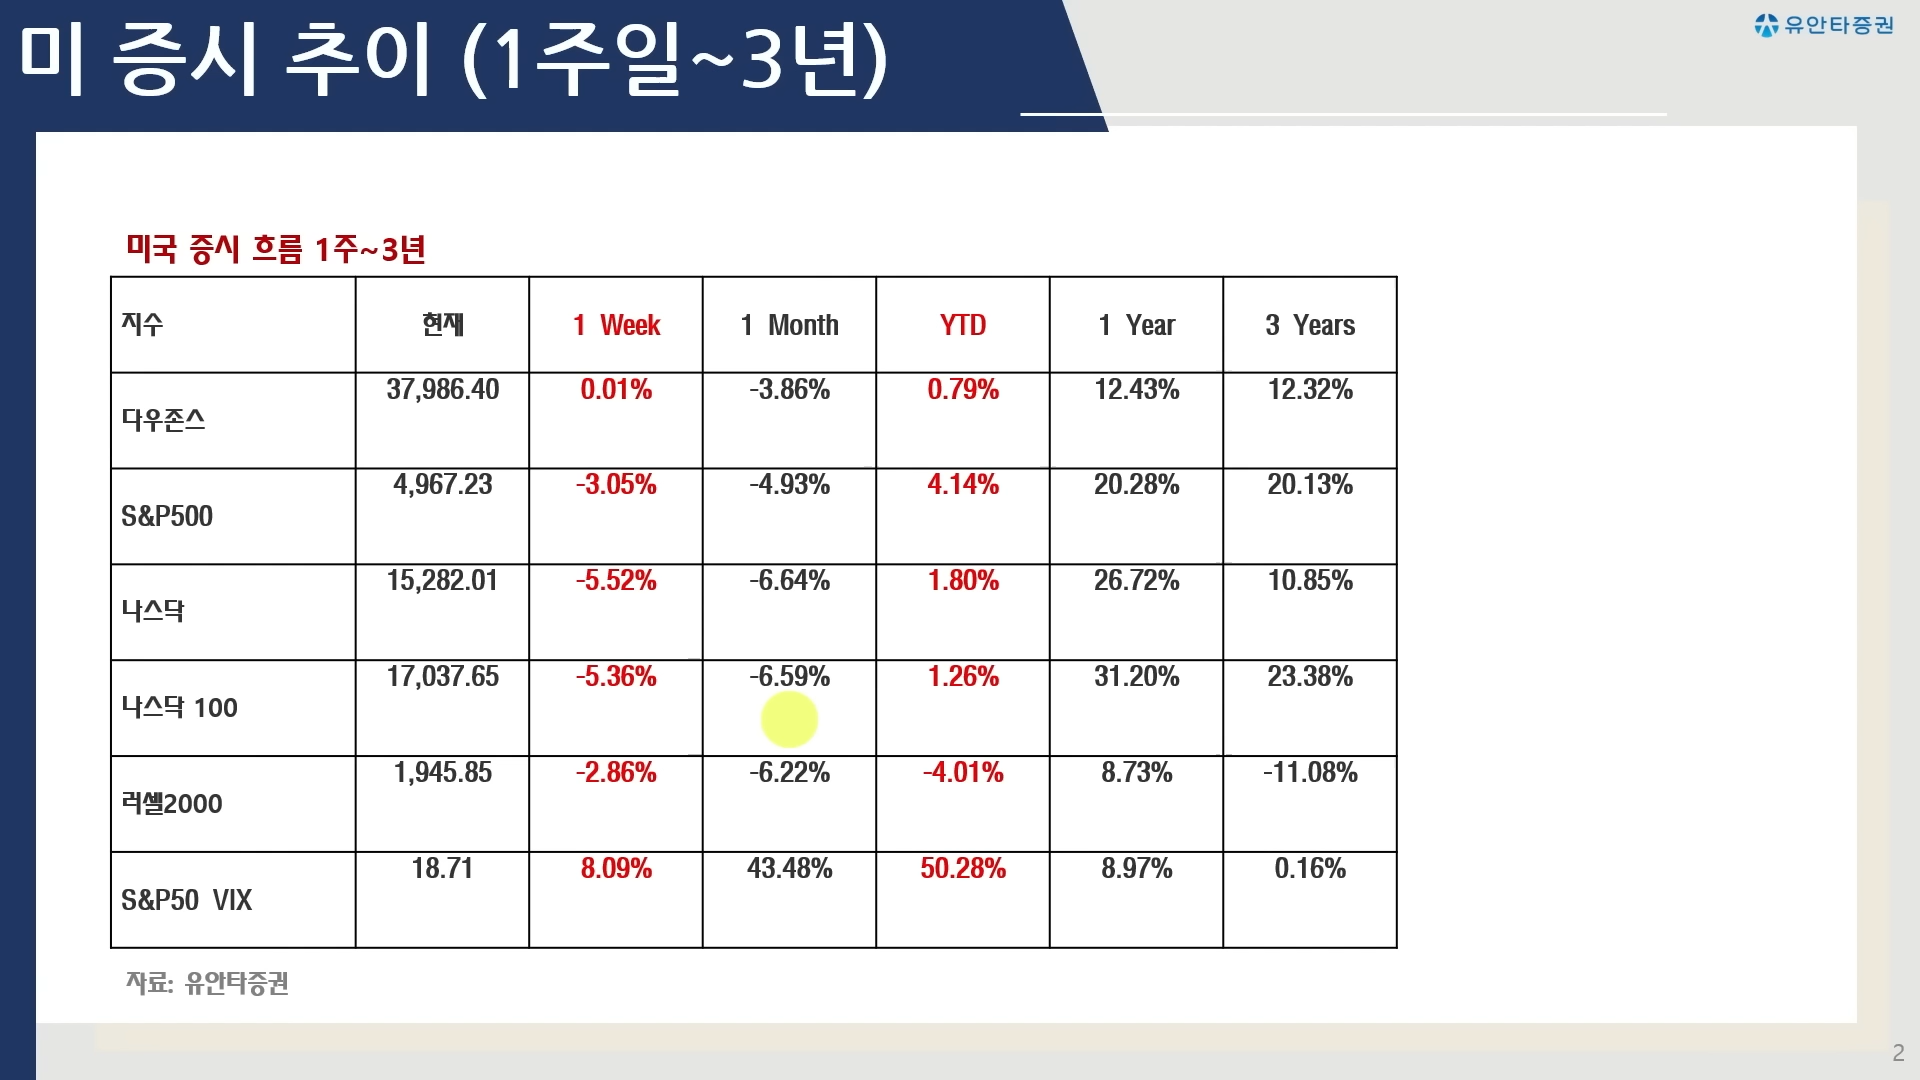 미 증시 추이 (1주일~3년)
유안타증권
미국 증시 흐름 1주~3년
지수 현재 1 Week 1 Month YTD 1 Year 3 Years
다우존스 37,986.40 0.01% -3.86% 0.79% 12.43% 12.32%
S&P500 4,967.23 -3.05% -4.93% 4.14% 20.28% 20.13%
나스닥 15,282.01 -5.52% -6.64% 1.80% 26.72% 10.85%
나스닥 100 17,037.65 -5.36% -6.59% 1.26% 31.20% 23.38%
러셀2000 1,945.85 -2.86% -6.22% -4.01% 8.73% -11.08%
S&P50 VIX 18.71 8.09% 43.48% 50.28% 8.97% 0.16%
자료: 유안타증권
2